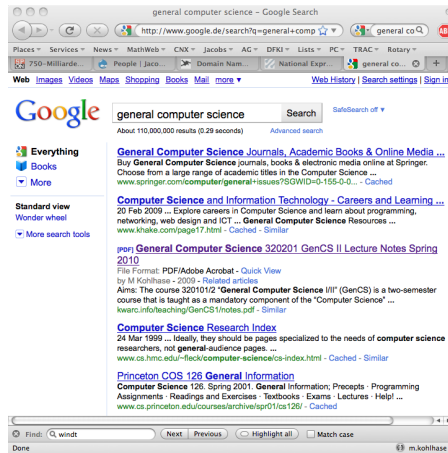 general computer science – Google Search
http://www.google.de/search?q=general+comp
general co
ABP
Places ▾ Services ▾ News ▾ MathWeb ▾ CNX ▾ Jacobs ▾ AG ▾ DFKI ▾ Lists ▾ PC ▾ TRAC ▾ Rotary ▾
750–Milliarde... People | Jaco... Domain Nam... National Expr... general co...
Web Images Videos Maps Shopping Books Mail more ▾ Web History | Search settings | Sign in
Google
general computer science Search SafeSearch off ▼
About 110,000,000 results (0.29 seconds) Advanced search
Everything
Books
More
Standard view
Wonder wheel
More search tools
General Computer Science Journals, Academic Books & Online Media ...
Buy General Computer Science journals, books & electronic media online at Springer.
Choose from a large range of academic titles in the Computer Science ...
www.springer.com/computer/general+issues?SGWID=0-155-0-0... - Cached
Computer Science and Information Technology - Careers and Learning ...
20 Feb 2009 ... Explore careers in Computer Science and learn about programming,
networking, web design and ICT ... General Computer Science Resources ...
www.khake.com/page17.html - Cached - Similar
[PDF] General Computer Science 320201 GenCS II Lecture Notes Spring
2010
File Format: PDF/Adobe Acrobat - Quick View
by M Kohlhase - 2009 - Related articles
Aims: The course 320101/2 "General Computer Science I/II" (GenCS) is a two-semester
course that is taught as a mandatory component of the "Computer Science" ...
kwarc.info/teaching/GenCS1/notes.pdf - Similar
Computer Science Research Index
24 Mar 1999 ... Ideally, they should be pages specialized to the needs of computer science
researchers, not general-audience pages. ...
www.cs.hmc.edu/~fleck/computer-science/cs-index.html - Cached - Similar
Princeton COS 126 General Information
Computer Science 126. Spring 2001. General Information; Precepts · Programming
Assignments · Readings and Exercises · Textbooks · Exams · Lectures · Help! ...
www.cs.princeton.edu/courses/archive/spr01/cs126/ - Cached
Find: windt Next Previous Highlight all Match case
Done m.kohlhase